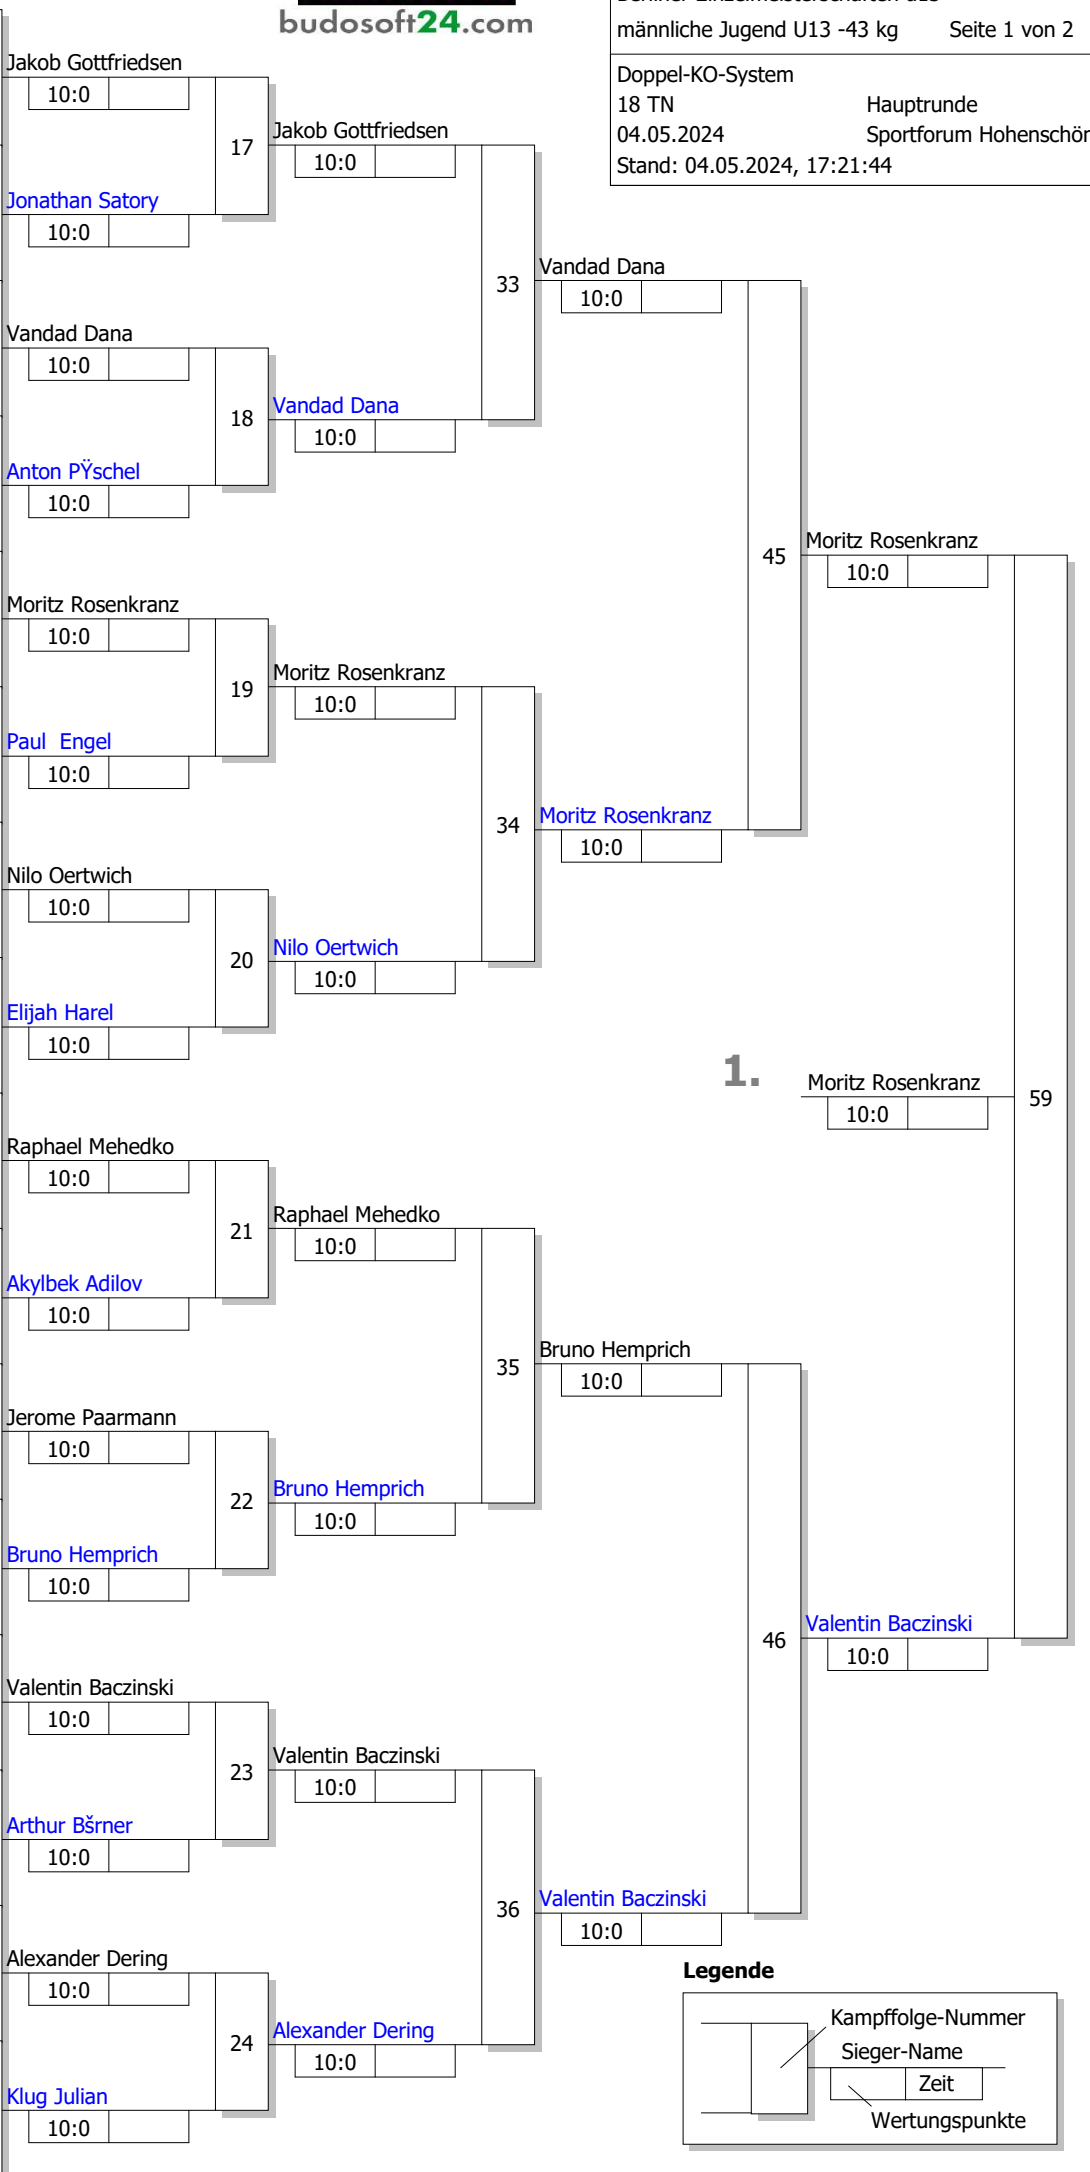 budosoft24.com
männliche Jugend U13 -43 kg Seite 1 von 2
Doppel-KO-System
18 TN Hauptrunde
04.05.2024 Sportforum
Stand: 04.05.2024, 17:21:44
Jakob Gottfriedsen
10:0
17
Jakob Gottfriedsen
10:0
Jonathan Satory
10:0
33
Vandad Dana
10:0
Vandad Dana
10:0
18
Vandad Dana
10:0
Anton PŸschel
10:0
45
Moritz Rosenkranz
10:0
Moritz Rosenkranz
10:0
19
Moritz Rosenkranz
10:0
Paul Engel
10:0
34
Moritz Rosenkranz
10:0
Nilo Oertwich
10:0
20
Nilo Oertwich
10:0
Elijah Harel
10:0
1.
Moritz Rosenkranz
10:0
59
Raphael Mehedko
10:0
21
Raphael Mehedko
10:0
Akylbek Adilov
10:0
35
Bruno Hemprich
10:0
Jerome Paarmann
10:0
22
Bruno Hemprich
10:0
Bruno Hemprich
10:0
46
Valentin Baczinski
10:0
Valentin Baczinski
10:0
23
Valentin Baczinski
10:0
Arthur Bšrner
10:0
36
Valentin Baczinski
10:0
Alexander Dering
10:0
24
Alexander Dering
10:0
Klug Julian
10:0
Legende
Kampffolge-Nummer
Sieger-Name
Zeit
Wertungspunkte